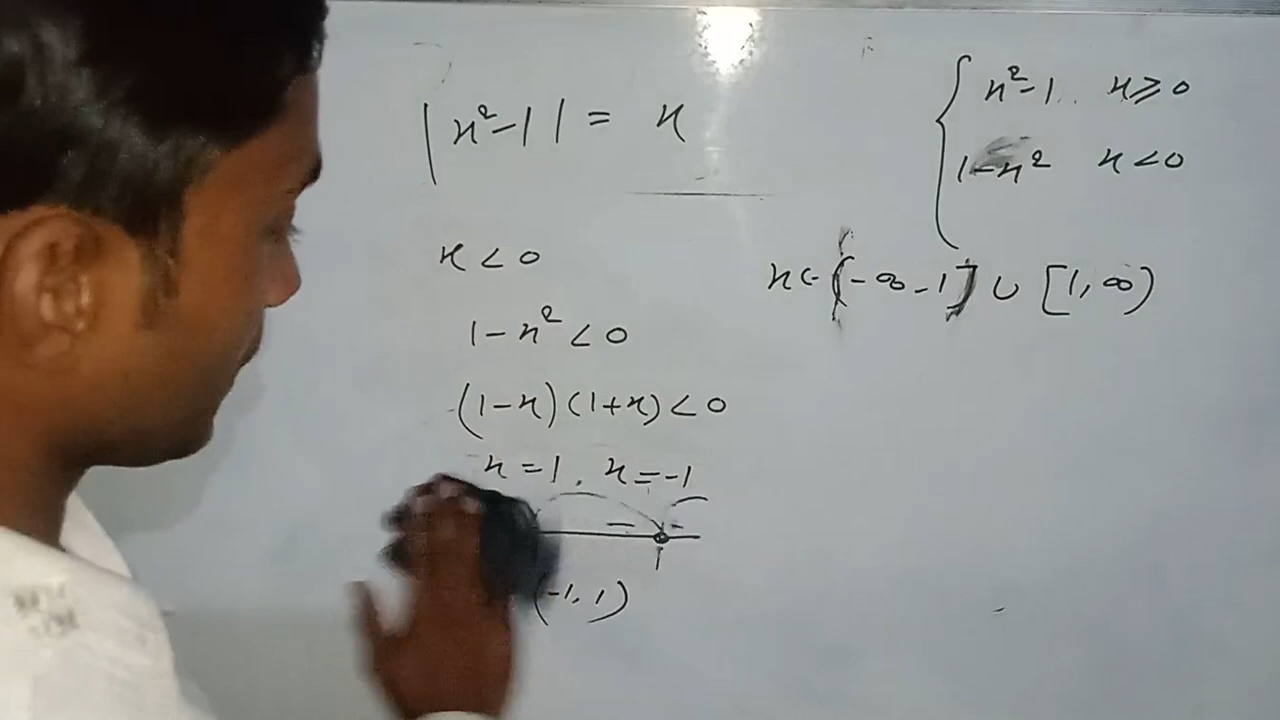 |x²-1| = x
x < 0
1-x² < 0
(1-x)(1+x) < 0
x = 1, x = -1
1
(-1, 1)
x²-1, x ≥ 0
1-x² x < 0
x ∈ (-∞ -1] ∪ [1, ∞)